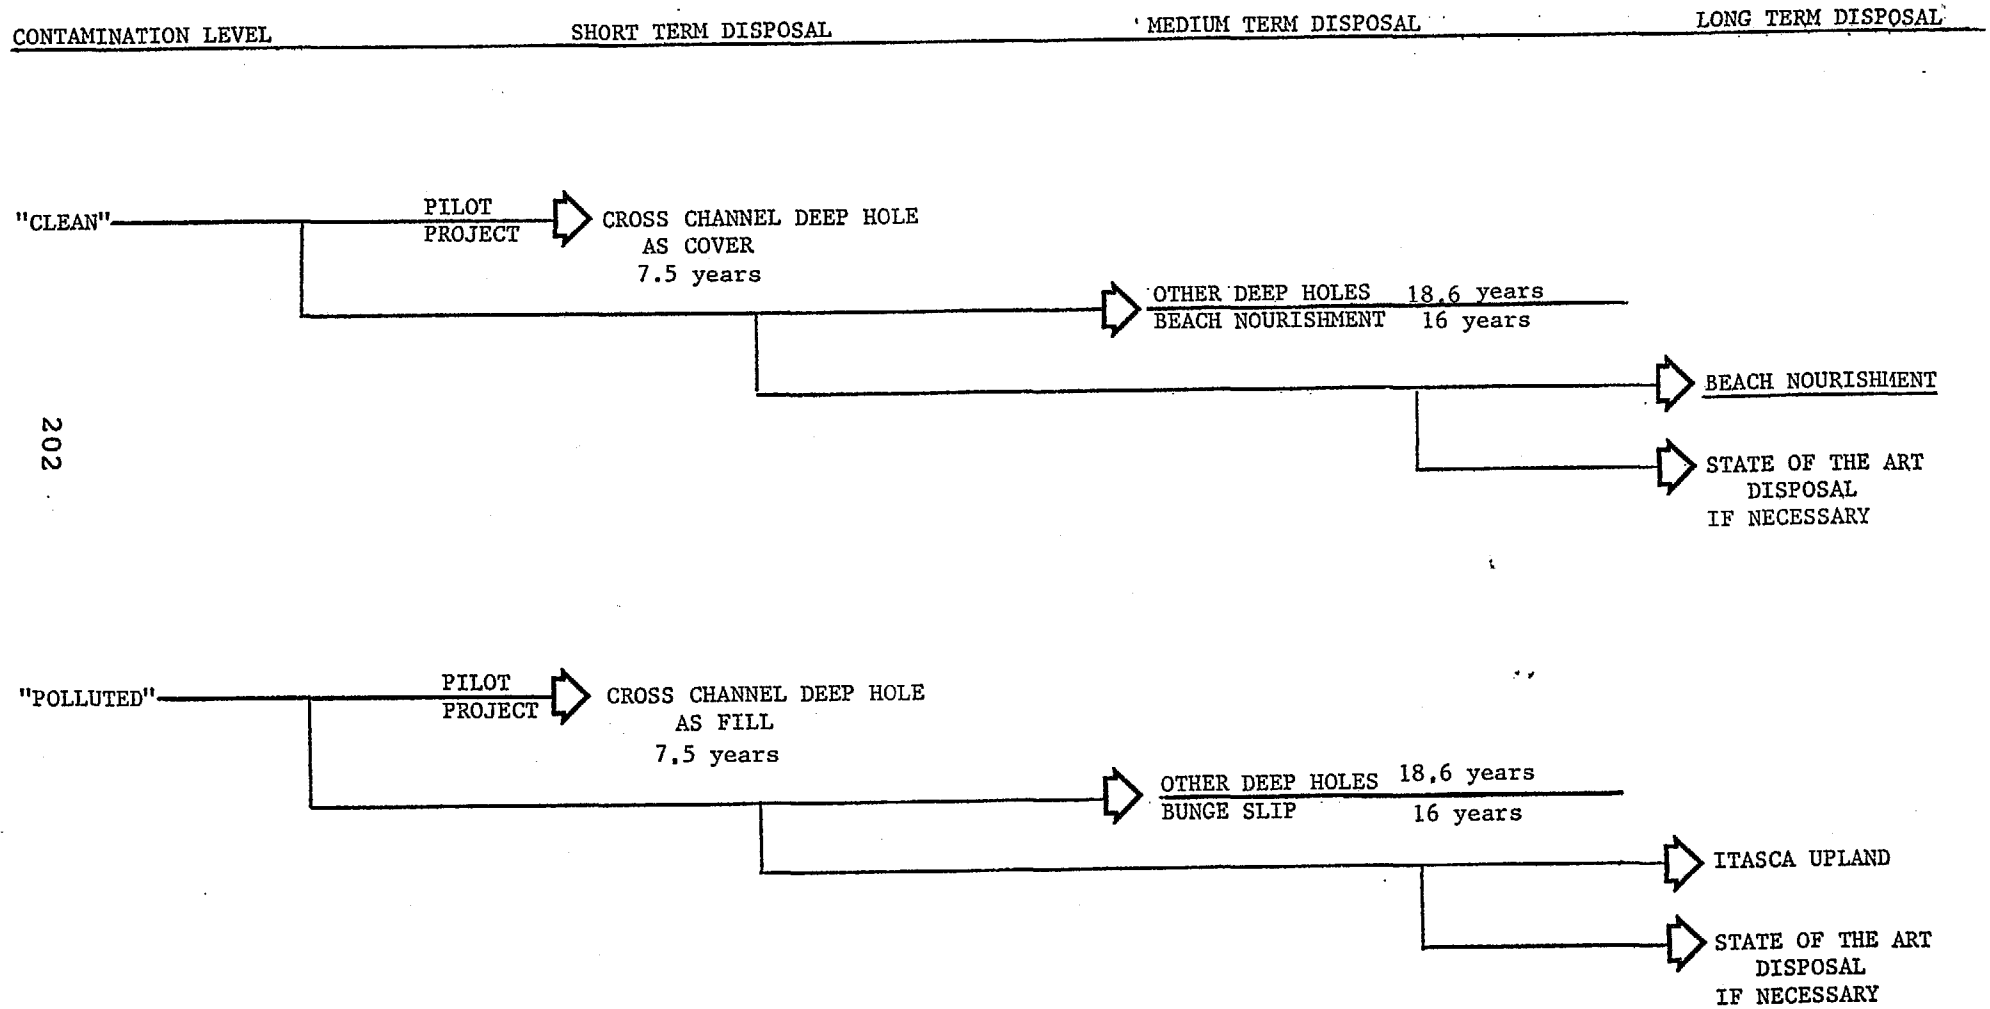 CONTAMINATION LEVEL SHORT TERM DISPOSAL MEDIUM TERM DISPOSAL LONG TERM DISPOSAL
"CLEAN"
PILOT
PROJECT
CROSS CHANNEL DEEP HOLE
AS COVER
7.5 years
OTHER DEEP HOLES 18.6 years
BEACH NOURISHMENT 16 years
BEACH NOURISHMENT
STATE OF THE ART
DISPOSAL
IF NECESSARY
202
"POLLUTED"
PILOT
PROJECT
CROSS CHANNEL DEEP HOLE
AS FILL
7.5 years
OTHER DEEP HOLES 18.6 years
BUNGE SLIP 16 years
ITASCA UPLAND
STATE OF THE ART
DISPOSAL
IF NECESSARY